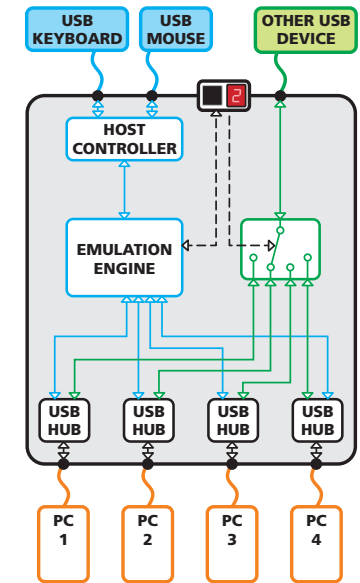 USB
KEYBOARD
USB
MOUSE
OTHER USB
DEVICE
2
HOST
CONTROLLER
EMULATION
ENGINE
USB
HUB
USB
HUB
USB
HUB
USB
HUB
PC
1
PC
2
PC
3
PC
4